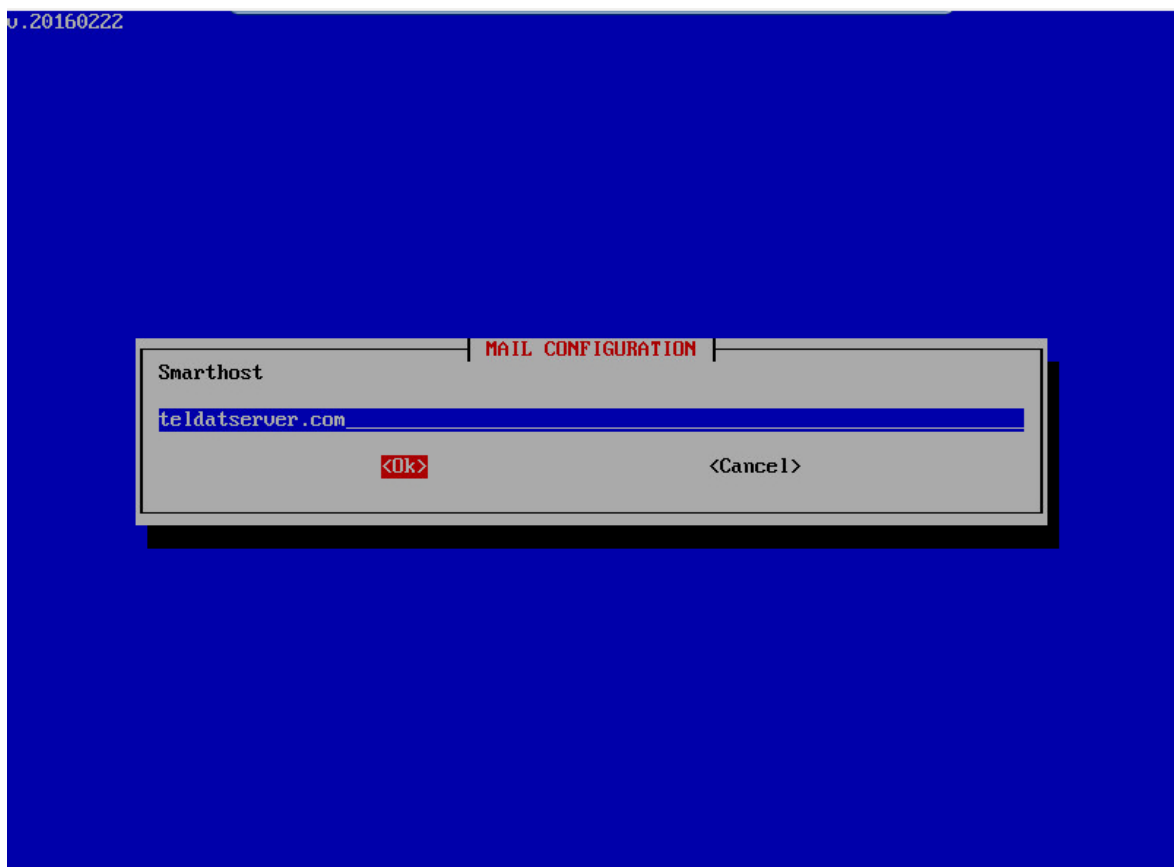 v.20160222
MAIL CONFIGURATION
Smarthost
teldatserver.com
<Ok> <Cancel>